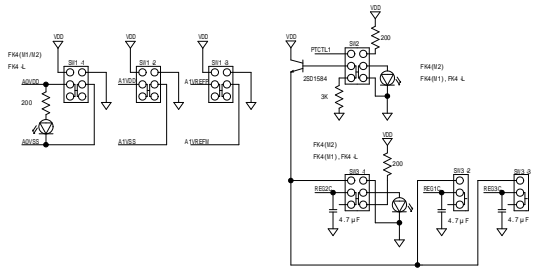 VDD
VDD
VDD
FK4(M1/M2)
FK4-L
SW1-1
SW1-2
SW1-3
A0VDD
A1VDD
A1VREFP
200
A0VSS
A1VSS
A1VREFM
VDD
VDD
200
PTCTL1
SW2
FK4(M2)
FK4(M1),FK4-L
2SD1584
3K
FK4(M2)
FK4(M1),FK4-L
VDD
200
REG2C
SW3-1
REG1C
SW3-2
REG3C
SW3-3
4.7μF
4.7μF
4.7μF